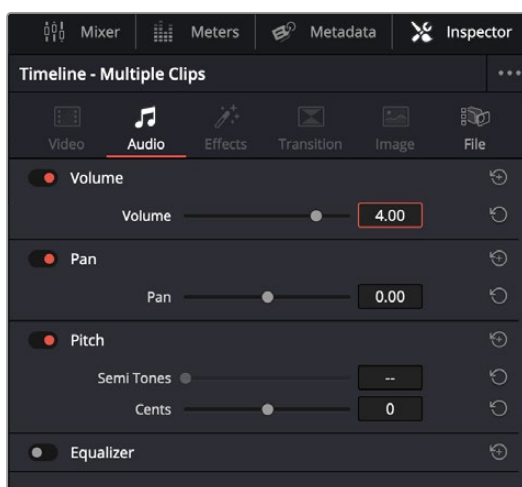 Mixer Meters Metadata Inspector
Timeline - Multiple Clips
Video Audio Effects Transition Image File
Volume
Volume 4.00
Pan
Pan 0.00
Pitch
Semi Tones --
Cents 0
Equalizer